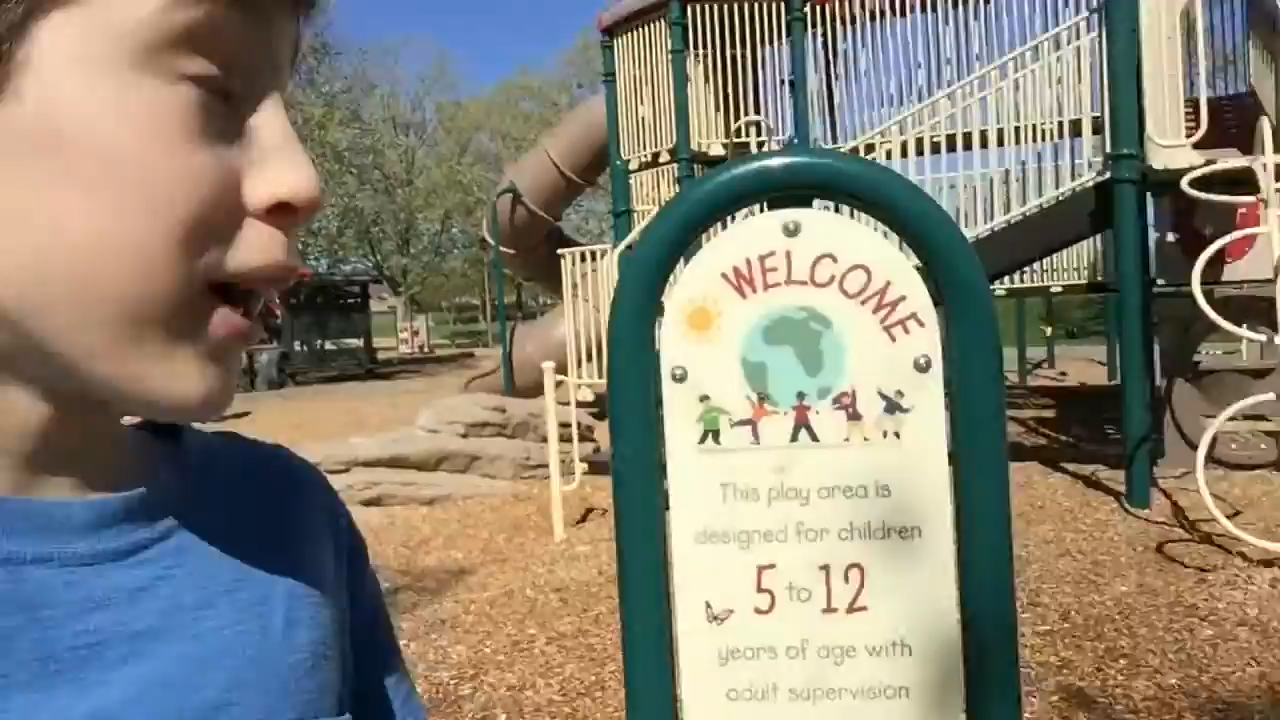 WELCOME
This play area is
designed for children
5 to 12
years of age with
adult supervision